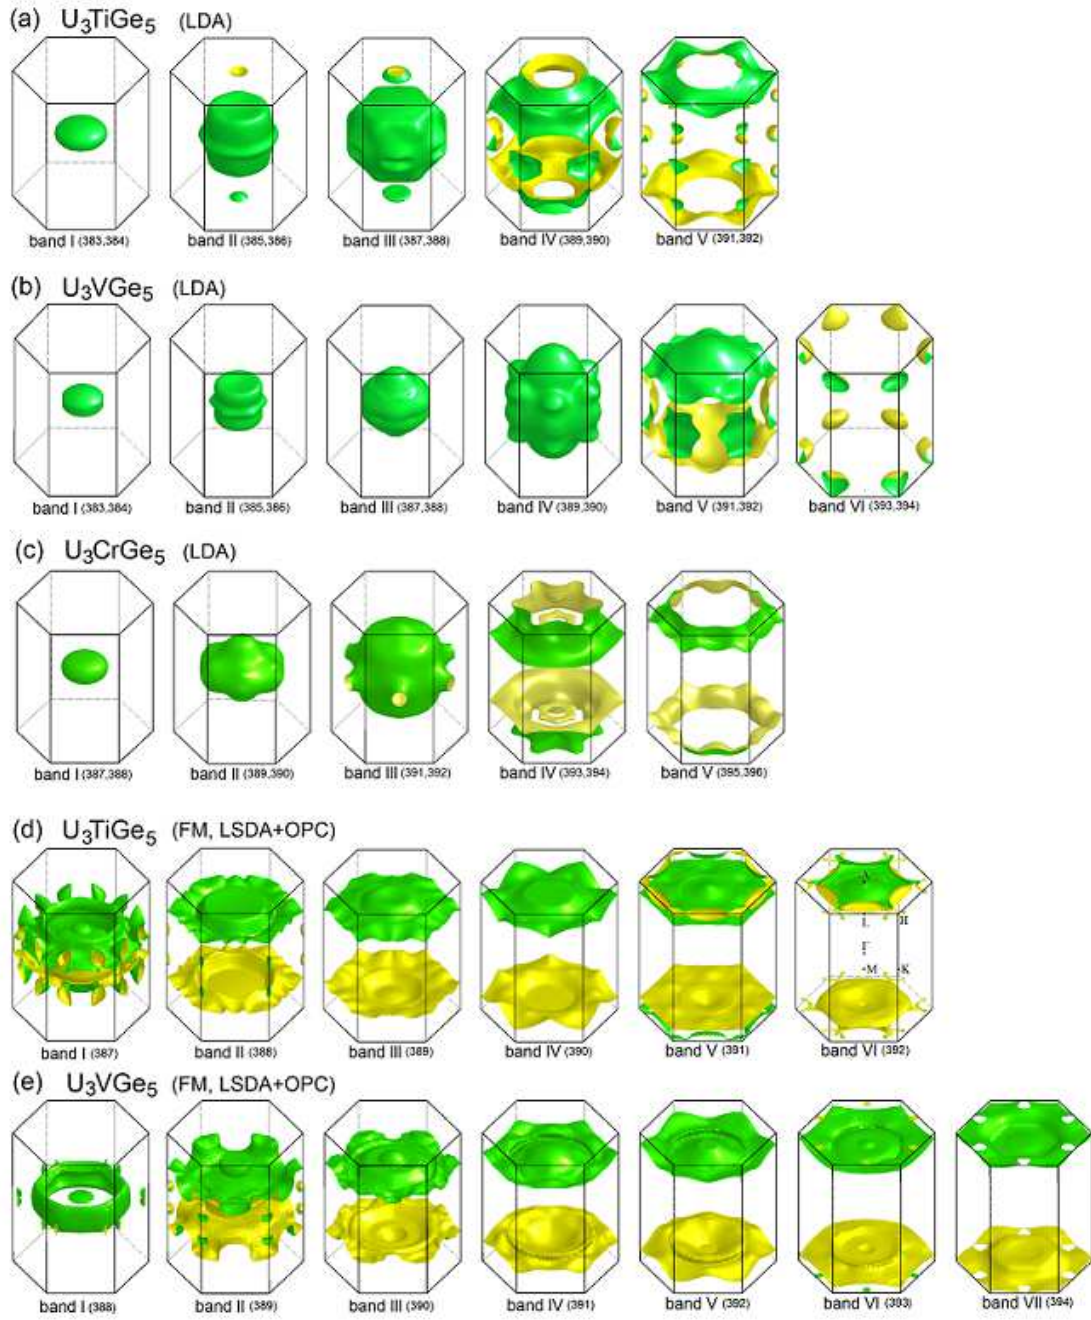 (a) U₃TiGe₅ (LDA)
band I (383,384) band II (385,386) band III (387,388) band IV (389,390) band V (391,392)
(b) U₃VGe₅ (LDA)
band I (383,384) band II (385,386) band III (387,388) band IV (389,390) band V (391,392) band VI (393,394)
(c) U₃CrGe₅ (LDA)
band I (387,388) band II (389,390) band III (391,392) band IV (393,394) band V (395,396)
(d) U₃TiGe₅ (FM, LSDA+OPC)
A
L H
Γ
M K
band I (387) band II (388) band III (389) band IV (390) band V (391) band VI (392)
(e) U₃VGe₅ (FM, LSDA+OPC)
band I (388) band II (389) band III (390) band IV (391) band V (392) band VI (393) band VII (394)